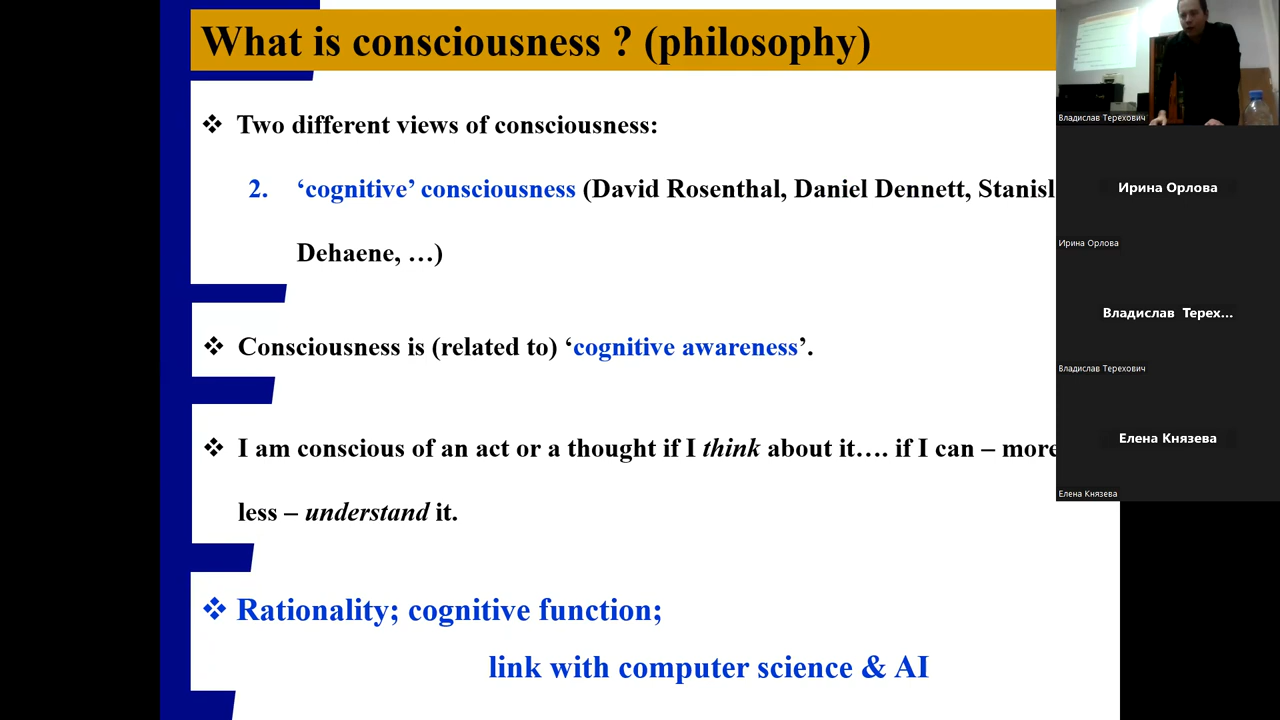 What is consciousness ? (philosophy)
Two different views of consciousness:
2. ‘cognitive’ consciousness (David Rosenthal, Daniel Dennett, Stanisl
Dehaene, …)
Consciousness is (related to) ‘cognitive awareness’.
I am conscious of an act or a thought if I think about it…. if I can – more
less – understand it.
Rationality; cognitive function;
link with computer science & AI
Владислав Терехович
Ирина Орлова
Ирина Орлова
Владислав Терех...
Владислав Терехович
Елена Князева
Елена Князева